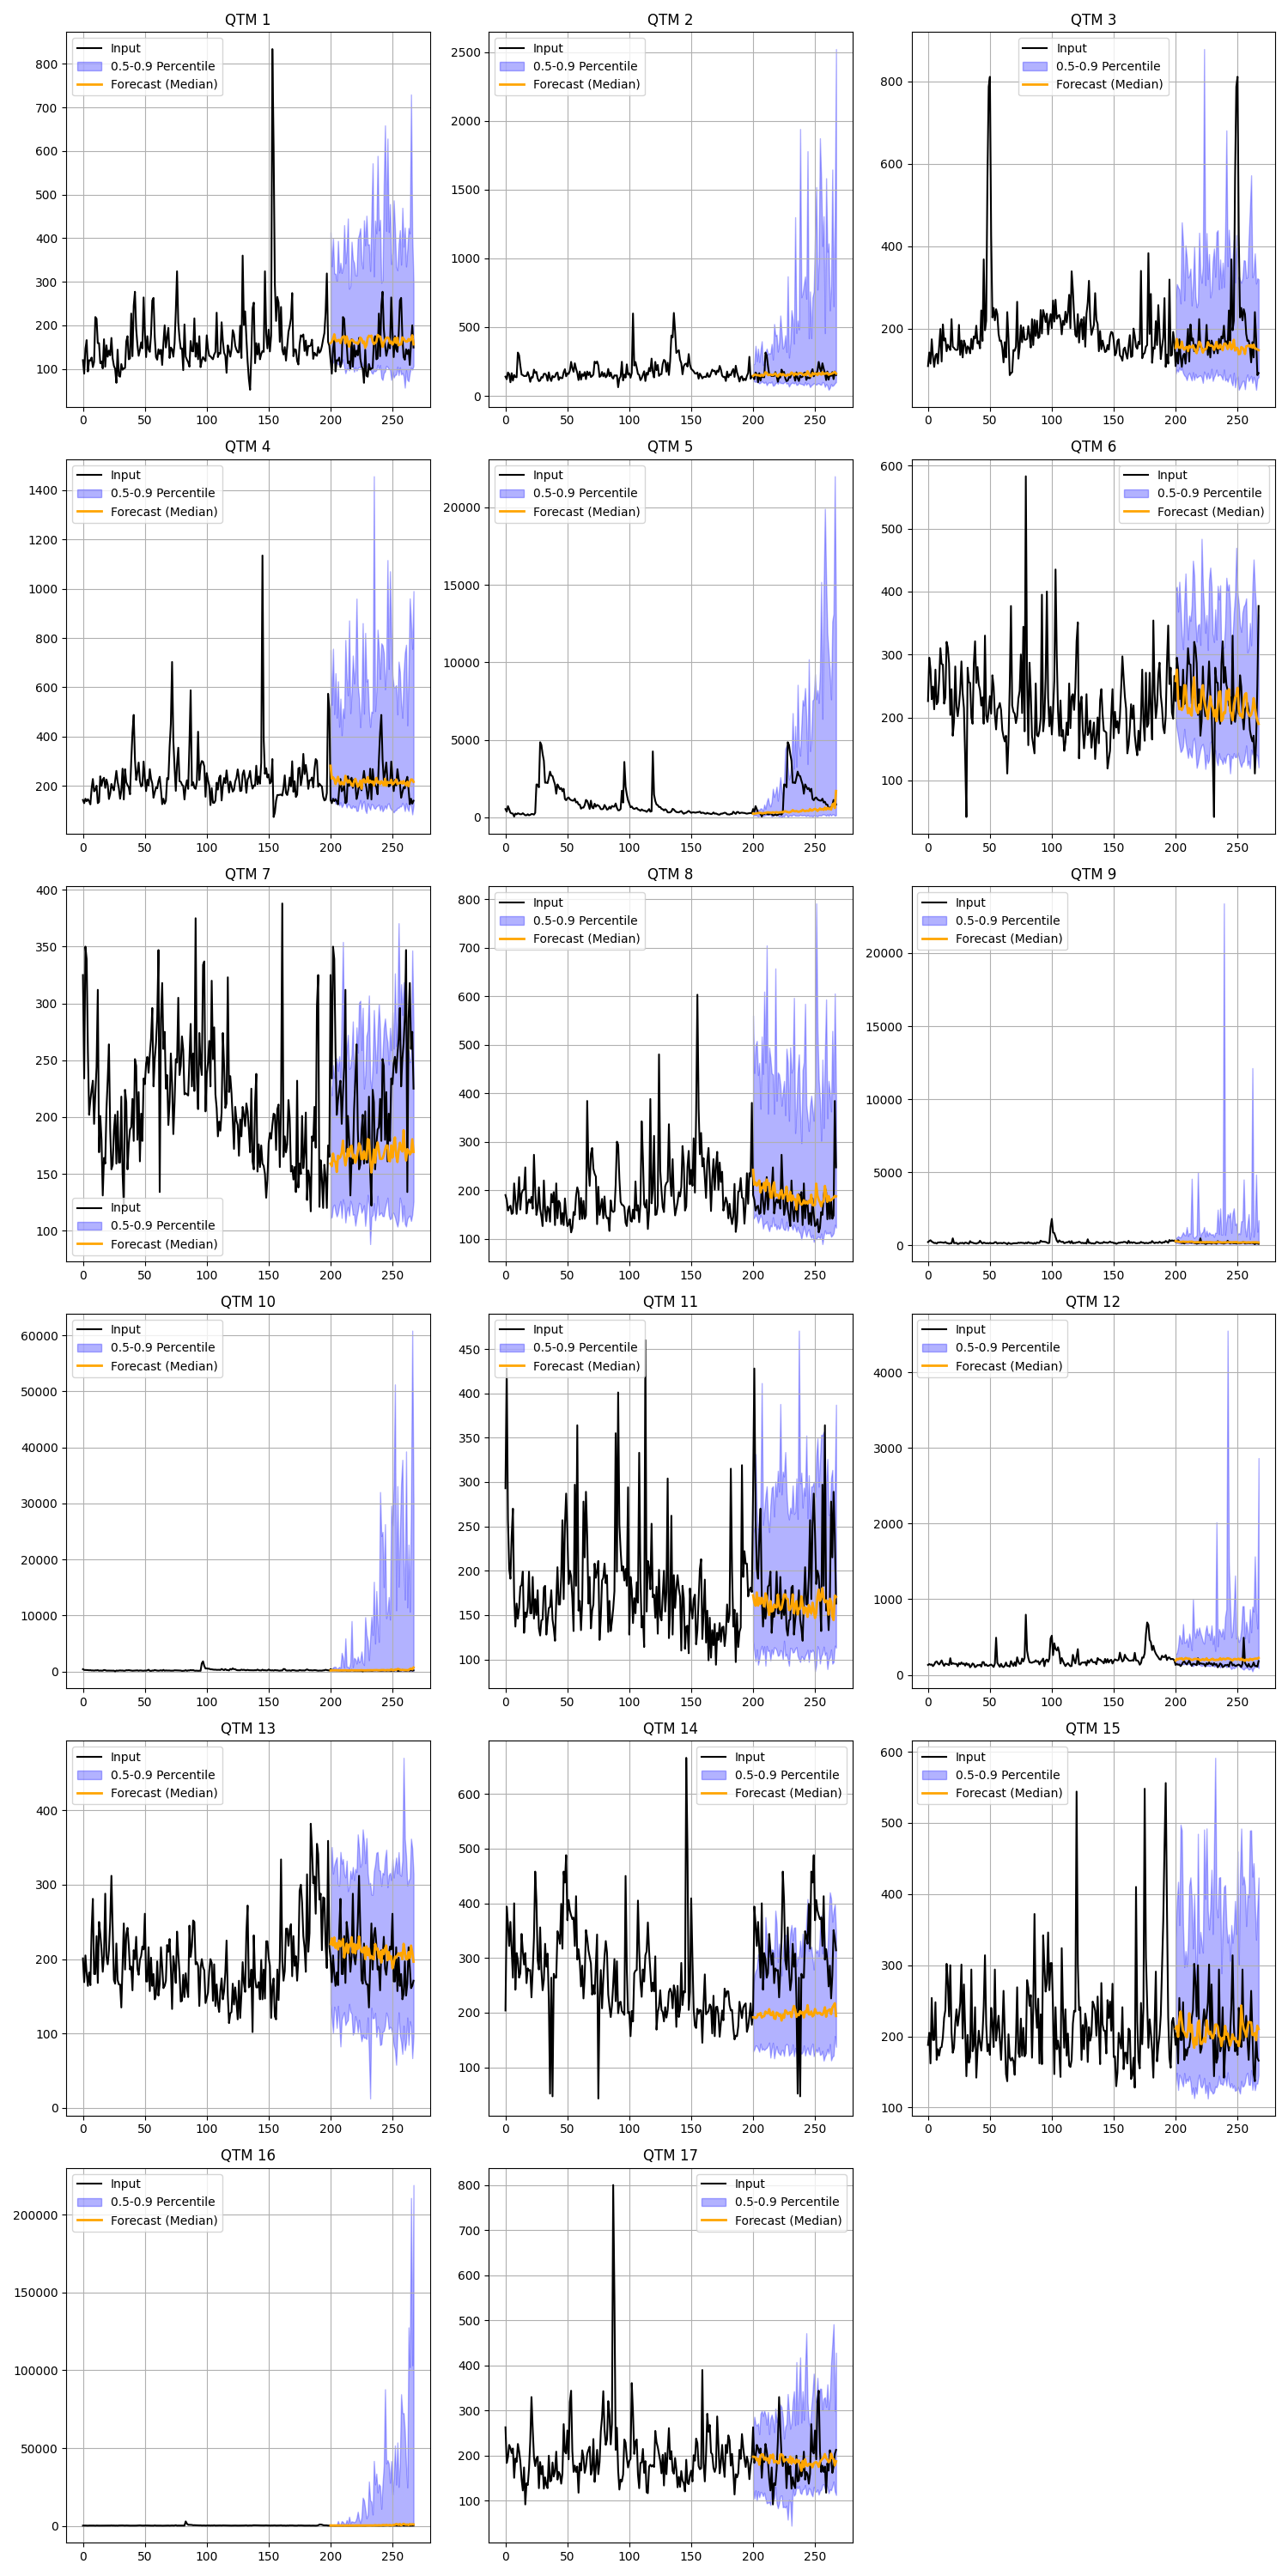 QTM 1
Input
0.5-0.9 Percentile
Forecast (Median)
800
700
600
500
400
300
200
100
0 50 100 150 200 250
QTM 2
Input
0.5-0.9 Percentile
Forecast (Median)
2500
2000
1500
1000
500
0
0 50 100 150 200 250
QTM 3
Input
0.5-0.9 Percentile
Forecast (Median)
800
600
400
200
0 50 100 150 200 250
QTM 4
Input
0.5-0.9 Percentile
Forecast (Median)
1400
1200
1000
800
600
400
200
0 50 100 150 200 250
QTM 5
Input
0.5-0.9 Percentile
Forecast (Median)
20000
15000
10000
5000
0
0 50 100 150 200 250
QTM 6
Input
0.5-0.9 Percentile
Forecast (Median)
600
500
400
300
200
100
0 50 100 150 200 250
QTM 7
400
350
300
250
200
150
100
Input
0.5-0.9 Percentile
Forecast (Median)
0 50 100 150 200 250
QTM 8
Input
0.5-0.9 Percentile
Forecast (Median)
800
700
600
500
400
300
200
100
0 50 100 150 200 250
QTM 9
Input
0.5-0.9 Percentile
Forecast (Median)
20000
15000
10000
5000
0
0 50 100 150 200 250
QTM 10
Input
0.5-0.9 Percentile
Forecast (Median)
60000
50000
40000
30000
20000
10000
0
0 50 100 150 200 250
QTM 11
Input
0.5-0.9 Percentile
Forecast (Median)
450
400
350
300
250
200
150
100
0 50 100 150 200 250
QTM 12
Input
0.5-0.9 Percentile
Forecast (Median)
4000
3000
2000
1000
0
0 50 100 150 200 250
QTM 13
Input
0.5-0.9 Percentile
Forecast (Median)
400
300
200
100
0
0 50 100 150 200 250
QTM 14
Input
0.5-0.9 Percentile
Forecast (Median)
600
500
400
300
200
100
0 50 100 150 200 250
QTM 15
Input
0.5-0.9 Percentile
Forecast (Median)
600
500
400
300
200
100
0 50 100 150 200 250
QTM 16
Input
0.5-0.9 Percentile
Forecast (Median)
200000
150000
100000
50000
0
0 50 100 150 200 250
QTM 17
Input
0.5-0.9 Percentile
Forecast (Median)
800
700
600
500
400
300
200
100
0 50 100 150 200 250